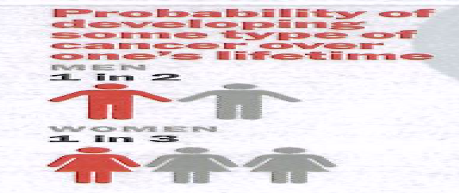 Probability of
developing
some type of
cancer over
one's lifetime
MEN
1 in 2
WOMEN
1 in 3